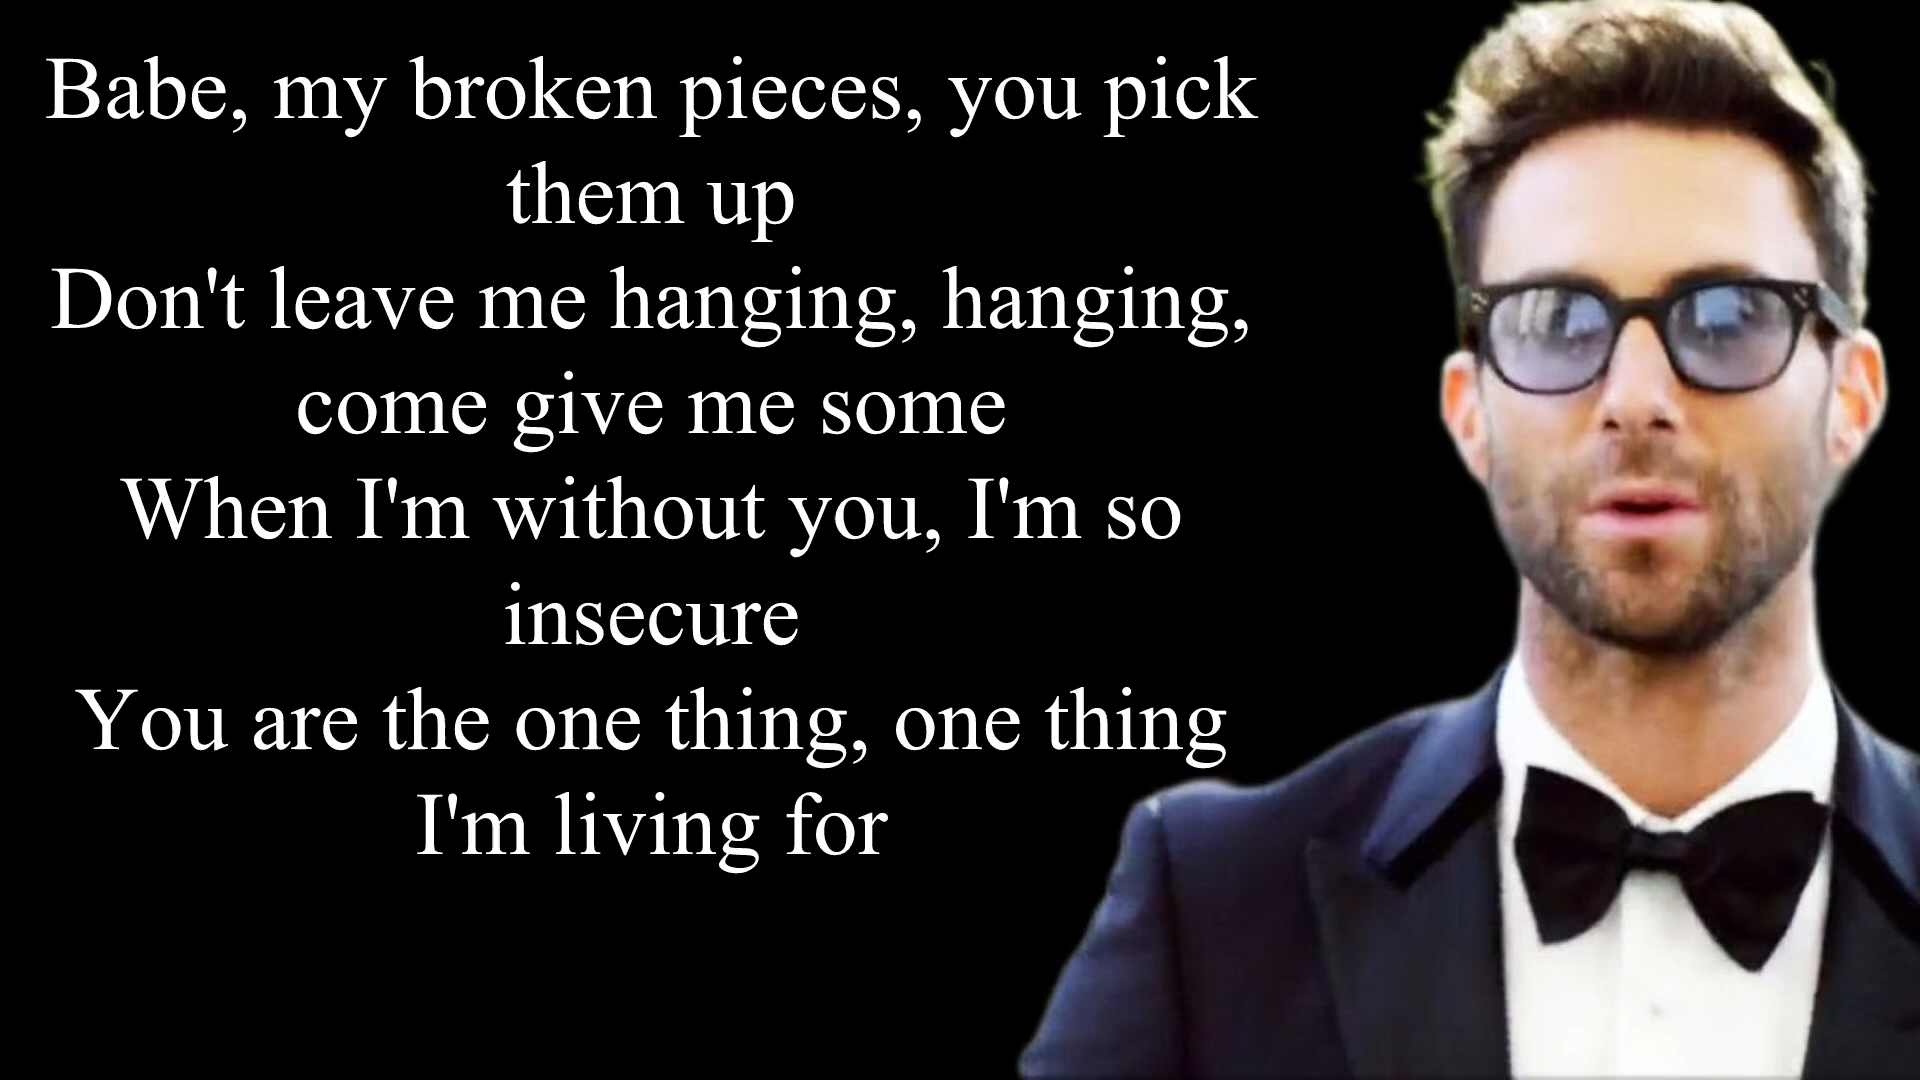 Babe, my broken pieces, you pick
them up
Don't leave me hanging, hanging,
come give me some
When I'm without you, I'm so
insecure
You are the one thing, one thing
I'm living for